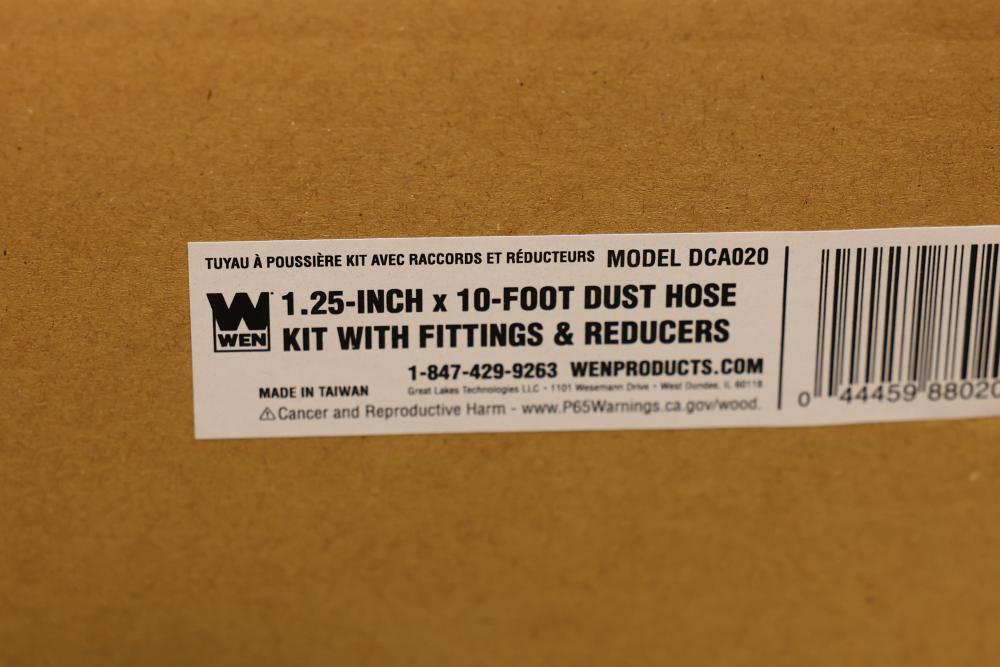 TUYAU À POUSSIÈRE KIT AVEC RACCORDS ET RÉDUCTEURS MODEL DCA020
WEN
1.25-INCH x 10-FOOT DUST HOSE
KIT WITH FITTINGS & REDUCERS
1-847-429-9263 WENPRODUCTS.COM
Great Lakes Technologies LLC • 1101 Wesemann Drive • West Dundee, IL 60118
MADE IN TAIWAN
⚠Cancer and Reproductive Harm - www.P65Warnings.ca.gov/wood.
0 44459 88020